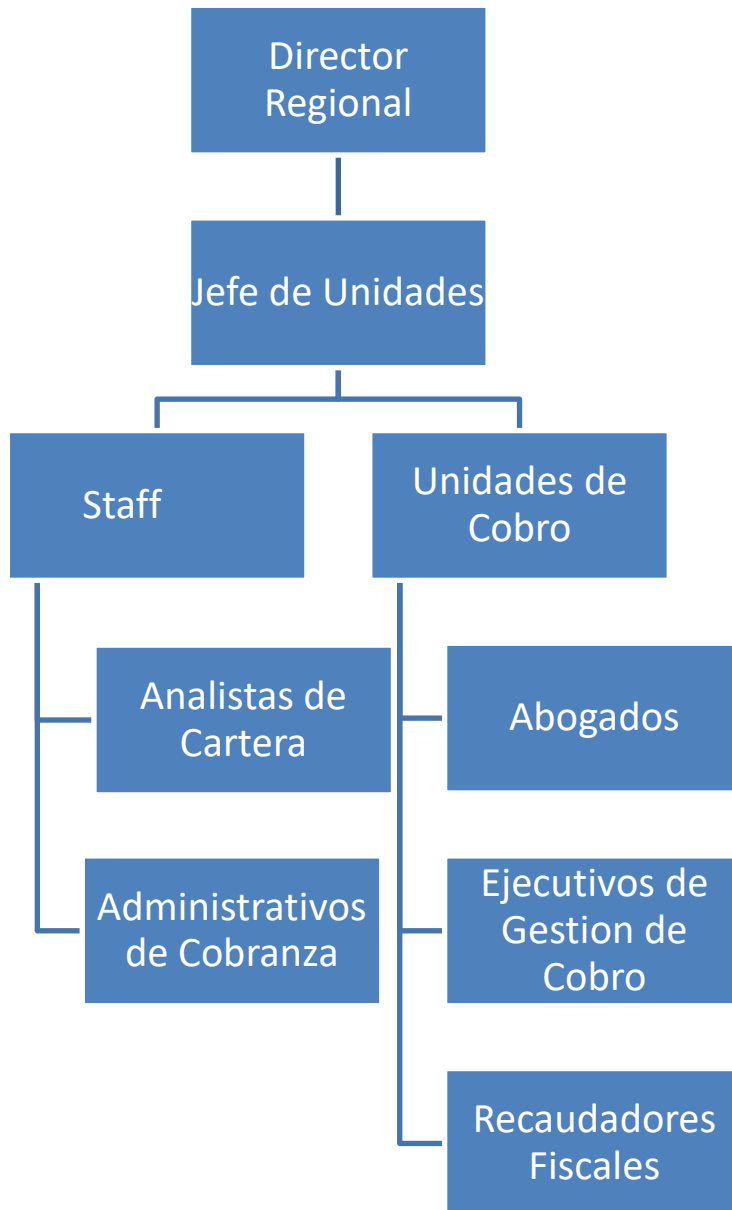 Director
Regional
Jefe de Unidades
Staff
Unidades de
Cobro
Analistas de
Cartera
Abogados
Administrativos
de Cobranza
Ejecutivos de
Gestion de
Cobro
Recaudadores
Fiscales